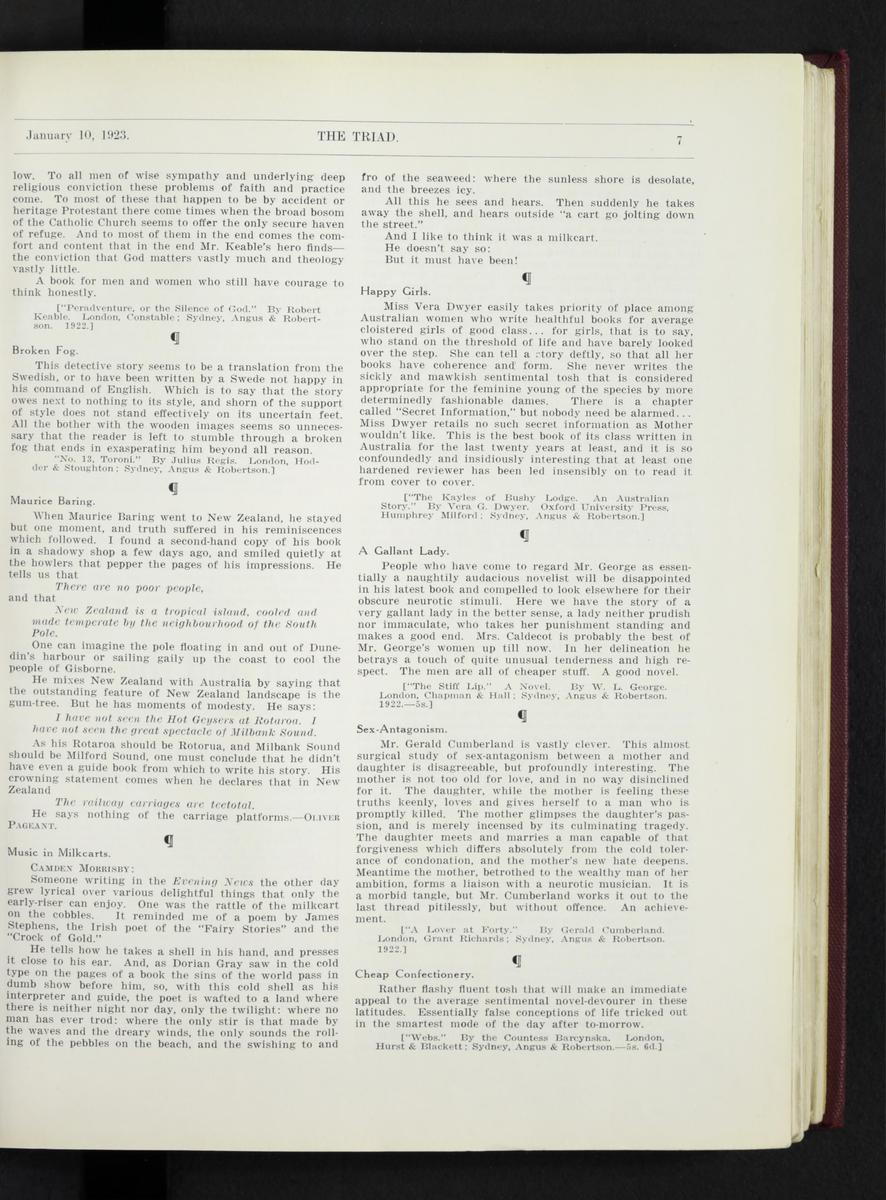 January 10, 1923.
THE TRIAD.
7
low. To all men of wise sympathy and underlying deep
religious conviction these problems of faith and practice
come. To most of these that happen to be by accident or
heritage Protestant there come times when the broad bosom
of the Catholic Church seems to offer the only secure haven
of refuge. And to most of them in the end comes the com-
fort and content that in the end Mr. Keable's hero finds—
the conviction that God matters vastly much and theology
vastly little.
A book for men and women who still have courage to
think honestly.
["Peradventure, or the Silence of God." By Robert
Keable. London, Constable; Sydney, Angus & Robert-
son. 1922.]
¶
Broken Fog.
This detective story seems to be a translation from the
Swedish, or to have been written by a Swede not happy in
his command of English. Which is to say that the story
owes next to nothing to its style, and shorn of the support
of style does not stand effectively on its uncertain feet.
All the bother with the wooden images seems so unneces-
sary that the reader is left to stumble through a broken
fog that ends in exasperating him beyond all reason.
"No. 13, Toroni." By Julius Regis. London, Hod-
der & Stoughton; Sydney, Angus & Robertson.]
¶
Maurice Baring.
When Maurice Baring went to New Zealand, he stayed
but one moment, and truth suffered in his reminiscences
which followed. I found a second-hand copy of his book
in a shadowy shop a few days ago, and smiled quietly at
the howlers that pepper the pages of his impressions. He
tells us that
There are no poor people,
and that
New Zealand is a tropical island, cooled and
made temperate by the neighbourhood of the South
Pole.
One can imagine the pole floating in and out of Dune-
din's harbour or sailing gaily up the coast to cool the
people of Gisborne.
He mixes New Zealand with Australia by saying that
the outstanding feature of New Zealand landscape is the
gum-tree. But he has moments of modesty. He says:
I have not seen the Hot Geysers at Rotaroa. I
have not seen the great spectacle of Milbank Sound.
As his Rotaroa should be Rotorua, and Milbank Sound
should be Milford Sound, one must conclude that he didn't
have even a guide book from which to write his story. His
crowning statement comes when he declares that in New
Zealand
The railway carriages are teetotal.
He says nothing of the carriage platforms.—OLIVER
PAGEANT.
¶
Music in Milkcarts.
CAMDEN MORRISBY:
Someone writing in the Evening News the other day
grew lyrical over various delightful things that only the
early-riser can enjoy. One was the rattle of the milkcart
on the cobbles. It reminded me of a poem by James
Stephens, the Irish poet of the "Fairy Stories" and the
"Crock of Gold."
He tells how he takes a shell in his hand, and presses
it close to his ear. And, as Dorian Gray saw in the cold
type on the pages of a book the sins of the world pass in
dumb show before him, so, with this cold shell as his
interpreter and guide, the poet is wafted to a land where
there is neither night nor day, only the twilight: where no
man has ever trod: where the only stir is that made by
the waves and the dreary winds, the only sounds the roll-
ing of the pebbles on the beach, and the swishing to and
fro of the seaweed: where the sunless shore is desolate,
and the breezes icy.
All this he sees and hears. Then suddenly he takes
away the shell, and hears outside "a cart go jolting down
the street."
And I like to think it was a milkcart.
He doesn't say so:
But it must have been!
¶
Happy Girls.
Miss Vera Dwyer easily takes priority of place among
Australian women who write healthful books for average
cloistered girls of good class... for girls, that is to say,
who stand on the threshold of life and have barely looked
over the step. She can tell a story deftly, so that all her
books have coherence and form. She never writes the
sickly and mawkish sentimental tosh that is considered
appropriate for the feminine young of the species by more
determinedly fashionable dames. There is a chapter
called "Secret Information," but nobody need be alarmed...
Miss Dwyer retails no such secret information as Mother
wouldn't like. This is the best book of its class written in
Australia for the last twenty years at least, and it is so
confoundedly and insidiously interesting that at least one
hardened reviewer has been led insensibly on to read it
from cover to cover.
["The Kayles of Bushy Lodge. An Australian
Story." By Vera G. Dwyer. Oxford University Press,
Humphrey Milford; Sydney, Angus & Robertson.]
¶
A Gallant Lady.
People who have come to regard Mr. George as essen-
tially a naughtily audacious novelist will be disappointed
in his latest book and compelled to look elsewhere for their
obscure neurotic stimuli. Here we have the story of a
very gallant lady in the better sense, a lady neither prudish
nor immaculate, who takes her punishment standing and
makes a good end. Mrs. Caldecot is probably the best of
Mr. George's women up till now. In her delineation he
betrays a touch of quite unusual tenderness and high re-
spect. The men are all of cheaper stuff. A good novel.
["The Stiff Lip." A Novel. By W. L. George.
London, Chapman & Hall; Sydney, Angus & Robertson.
1922.—5s.]
¶
Sex-Antagonism.
Mr. Gerald Cumberland is vastly clever. This almost
surgical study of sex-antagonism between a mother and
daughter is disagreeable, but profoundly interesting. The
mother is not too old for love, and in no way disinclined
for it. The daughter, while the mother is feeling these
truths keenly, loves and gives herself to a man who is
promptly killed. The mother glimpses the daughter's pas-
sion, and is merely incensed by its culminating tragedy.
The daughter meets and marries a man capable of that
forgiveness which differs absolutely from the cold toler-
ance of condonation, and the mother's new hate deepens.
Meantime the mother, betrothed to the wealthy man of her
ambition, forms a liaison with a neurotic musician. It is
a morbid tangle, but Mr. Cumberland works it out to the
last thread pitilessly, but without offence. An achieve-
ment.
["A Lover at Forty." By Gerald Cumberland.
London, Grant Richards; Sydney, Angus & Robertson.
1922.]
¶
Cheap Confectionery.
Rather flashy fluent tosh that will make an immediate
appeal to the average sentimental novel-devourer in these
latitudes. Essentially false conceptions of life tricked out
in the smartest mode of the day after to-morrow.
["Webs." By the Countess Barcynska. London,
Hurst & Blackett; Sydney, Angus & Robertson.—5s. 6d.]